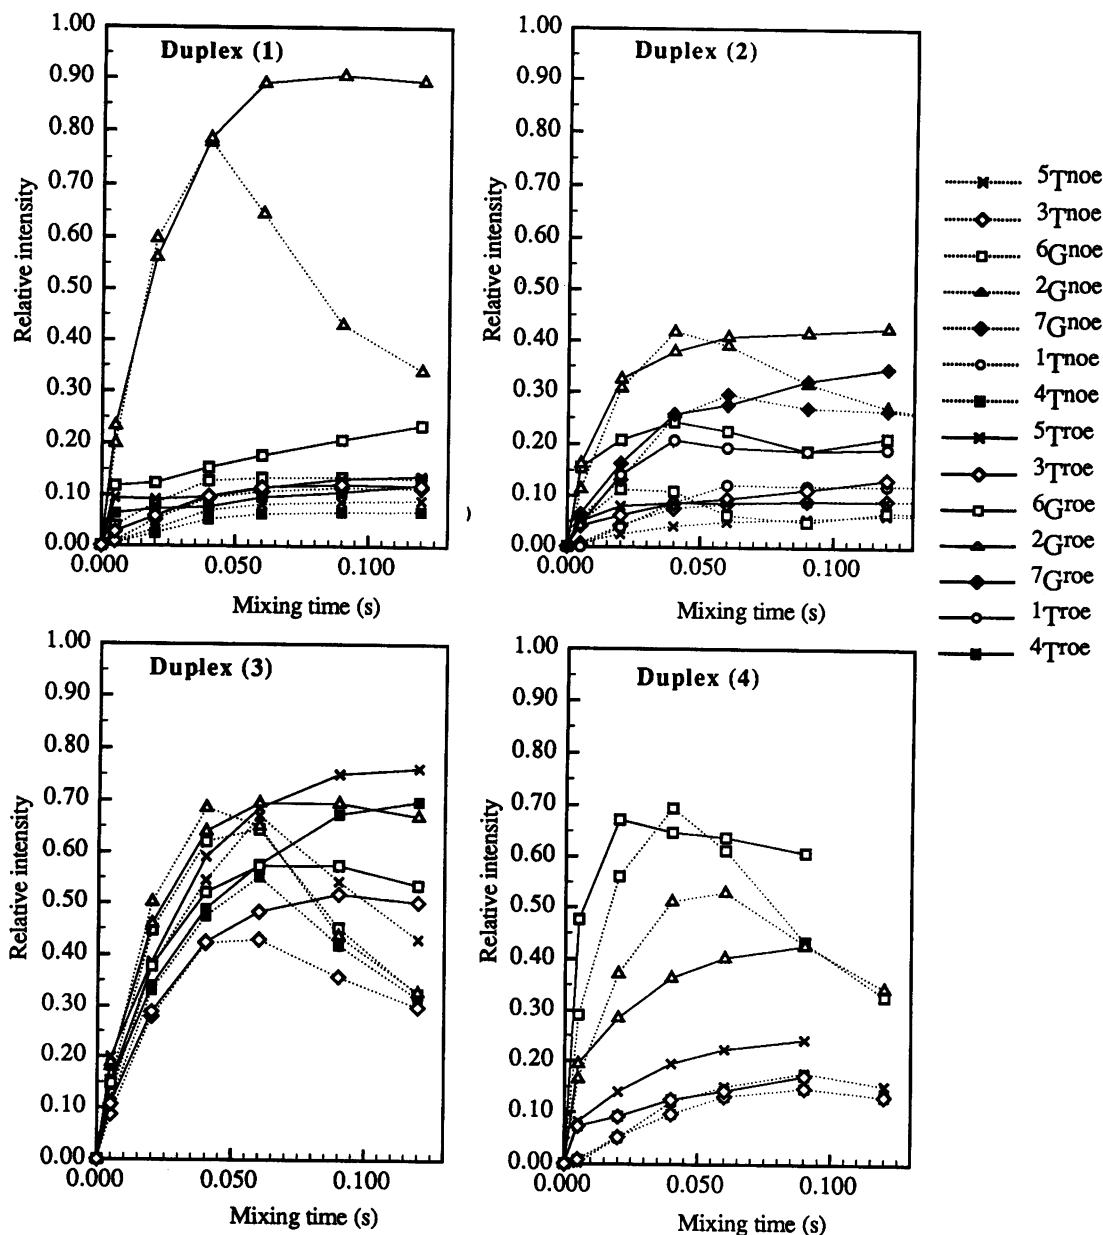 Duplex (1)
Relative intensity
1.00
0.90
0.80
0.70
0.60
0.50
0.40
0.30
0.20
0.10
0.00
0.000
0.050
0.100
Mixing time (s)
)
Duplex (2)
Relative intensity
1.00
0.90
0.80
0.70
0.60
0.50
0.40
0.30
0.20
0.10
0.00
0.000
0.050
0.100
Mixing time (s)
5Tnoe
3Tnoe
6Gnoe
2Gnoe
7Gnoe
1Tnoe
4Tnoe
5Troe
3Troe
6Groe
2Groe
7Groe
1Troe
4Troe
Duplex (3)
Relative intensity
1.00
0.90
0.80
0.70
0.60
0.50
0.40
0.30
0.20
0.10
0.00
0.000
0.050
0.100
Mixing time (s)
Duplex (4)
Relative intensity
1.00
0.90
0.80
0.70
0.60
0.50
0.40
0.30
0.20
0.10
0.00
0.000
0.050
0.100
Mixing time (s)